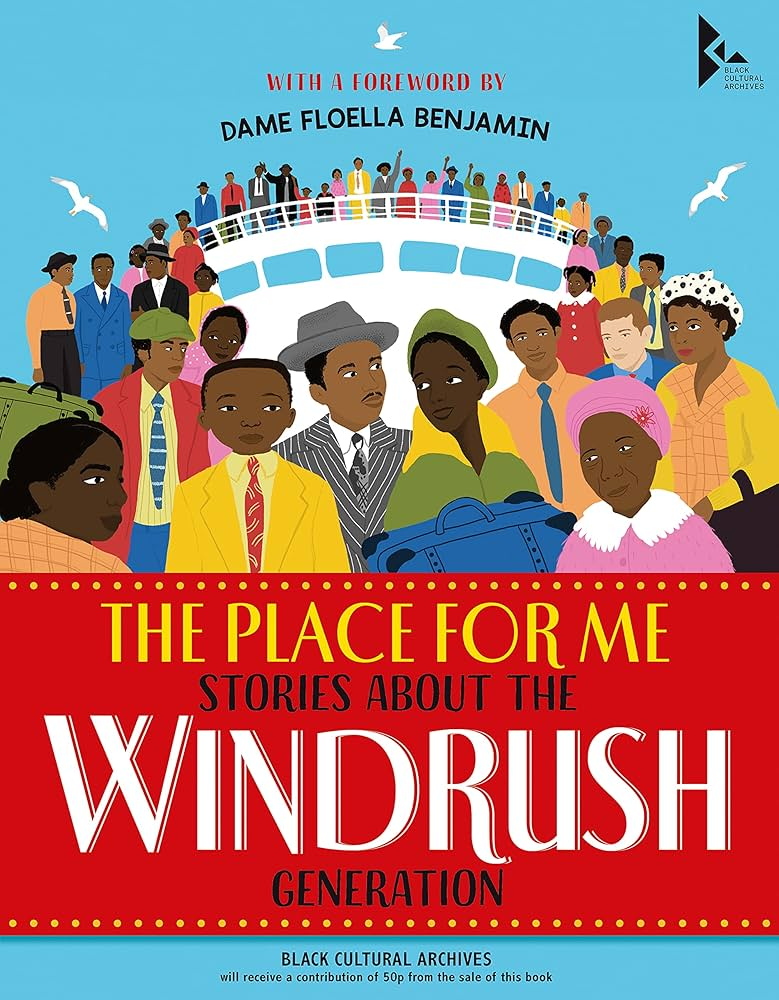 BLACK
CULTURAL
ARCHIVES
WITH A FOREWORD BY
DAME FLOELLA BENJAMIN
THE PLACE FOR ME
STORIES ABOUT THE
WINDRUSH
GENERATION
BLACK CULTURAL ARCHIVES
will receive a contribution of 50p from the sale of this book